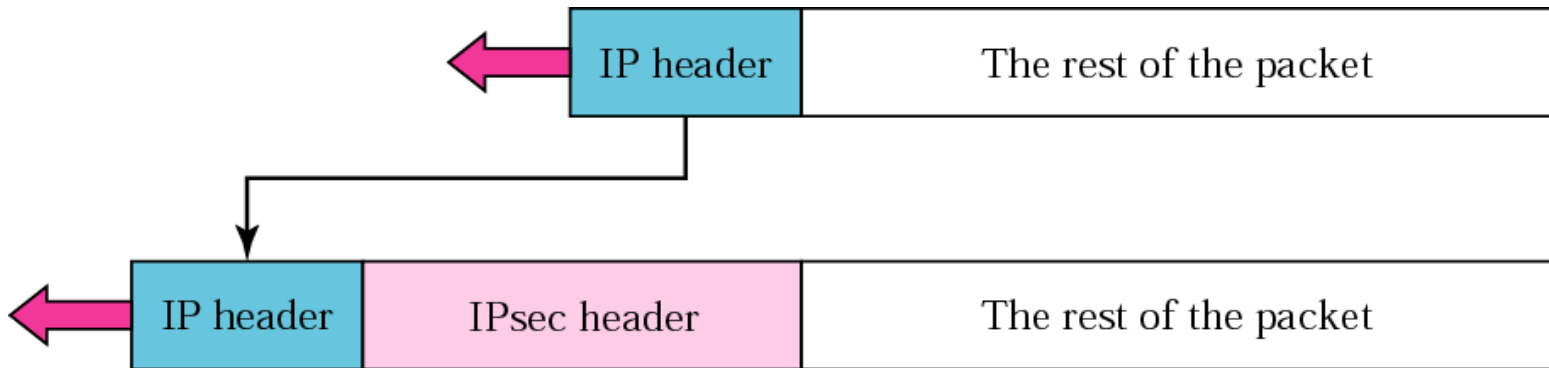 IP header The rest of the packet
IP header IPsec header The rest of the packet